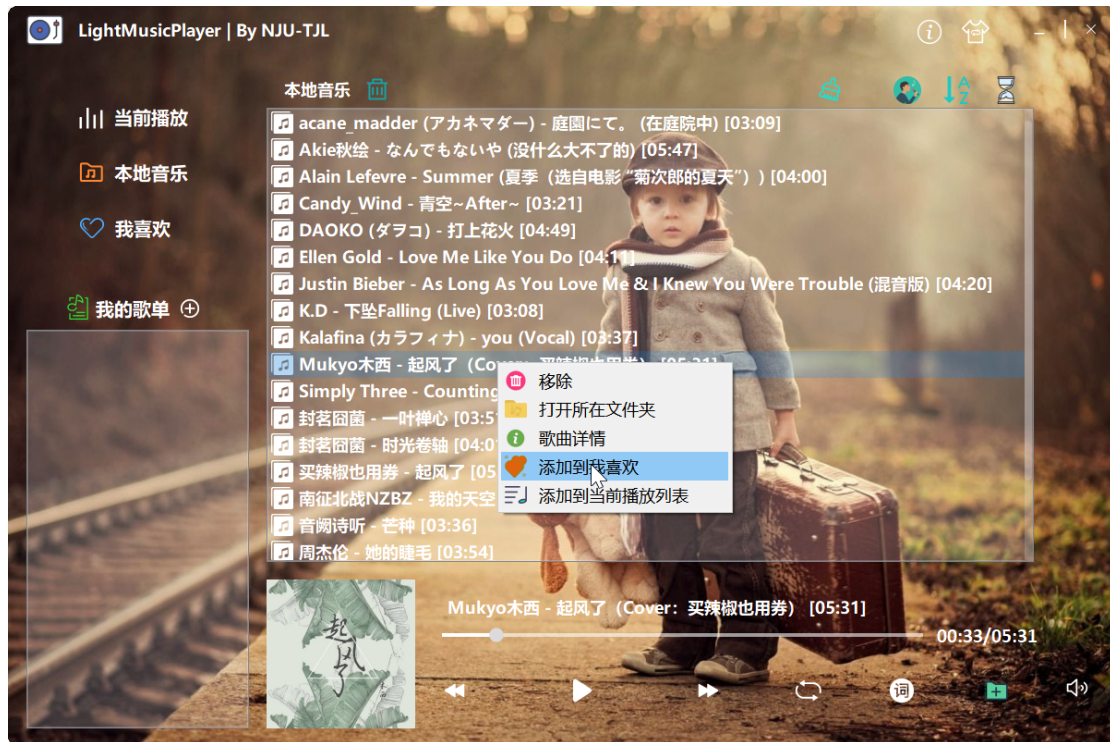 LightMusicPlayer | By NJU-TJL
本地音乐
当前播放
本地音乐
我喜欢
我的歌单
acane_madder (アカネマダー) - 庭園にて。 (在庭院中) [03:09]
Akie秋绘 - なんでもないや (没什么大不了的) [05:47]
Alain Lefevre - Summer (夏季（选自电影 “菊次郎的夏天”）) [04:00]
Candy_Wind - 青空~After~ [03:21]
DAOKO (ダヲコ) - 打上花火 [04:49]
Ellen Gold - Love Me Like You Do [04:11]
Justin Bieber - As Long As You Love Me & I Knew You Were Trouble (混音版) [04:20]
K.D - 下坠Falling (Live) [03:08]
Kalafina (カラフィナ) - you (Vocal) [03:37]
Mukyo木西 - 起风了（Cover：买辣椒也用券） [05:31]
Simply Three - Counting
封茗囧菌 - 一叶禅心 [03:5
封茗囧菌 - 时光卷轴 [04:0
买辣椒也用券 - 起风了 [05
南征北战NZBZ - 我的天空
音阙诗听 - 芒种 [03:36]
周杰伦 - 她的睫毛 [03:54]
移除
打开所在文件夹
歌曲详情
添加到我喜欢
添加到当前播放列表
起风了
Mukyo木西 - 起风了（Cover：买辣椒也用券） [05:31]
00:33/05:31
词